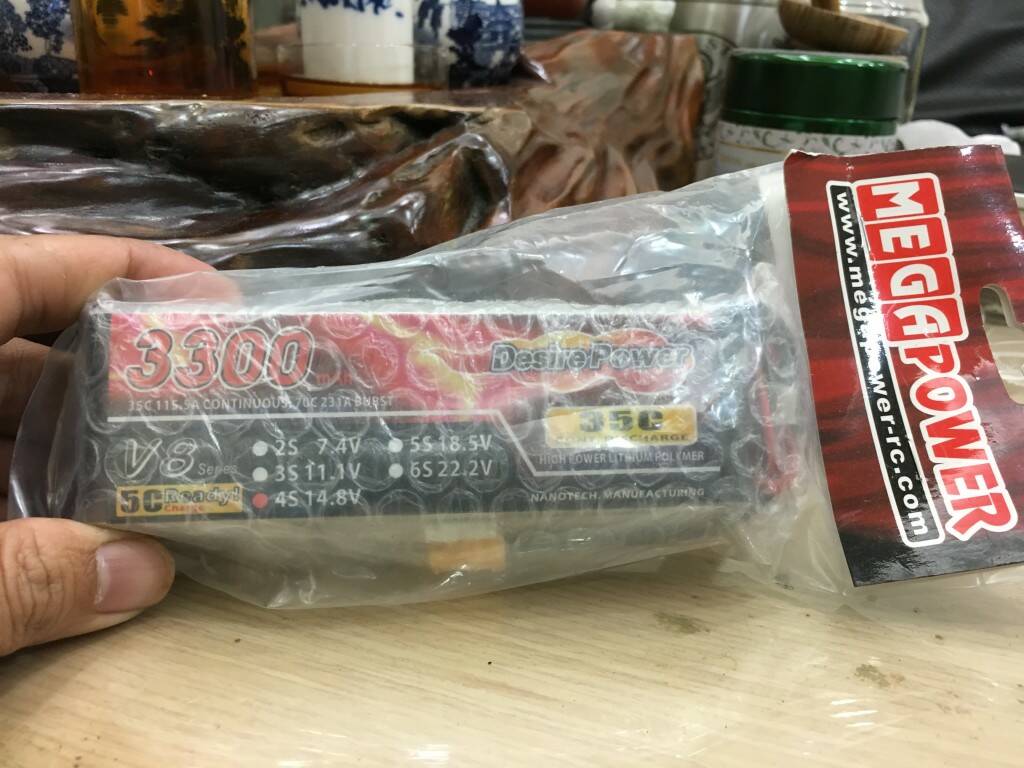 3300
DesirePower
35C 115.5A CONTINUOUS, 70C 231A BURST
35C
HIGH POWER LITHIUM POLYMER
V8 Series
2S 7.4V
5S 18.5V
3S 11.1V
6S 22.2V
4S 14.8V
5C Ready!
Charge
NANOTECH. MANUFACTURING
MEGAPOWER
www.megapower-rc.com